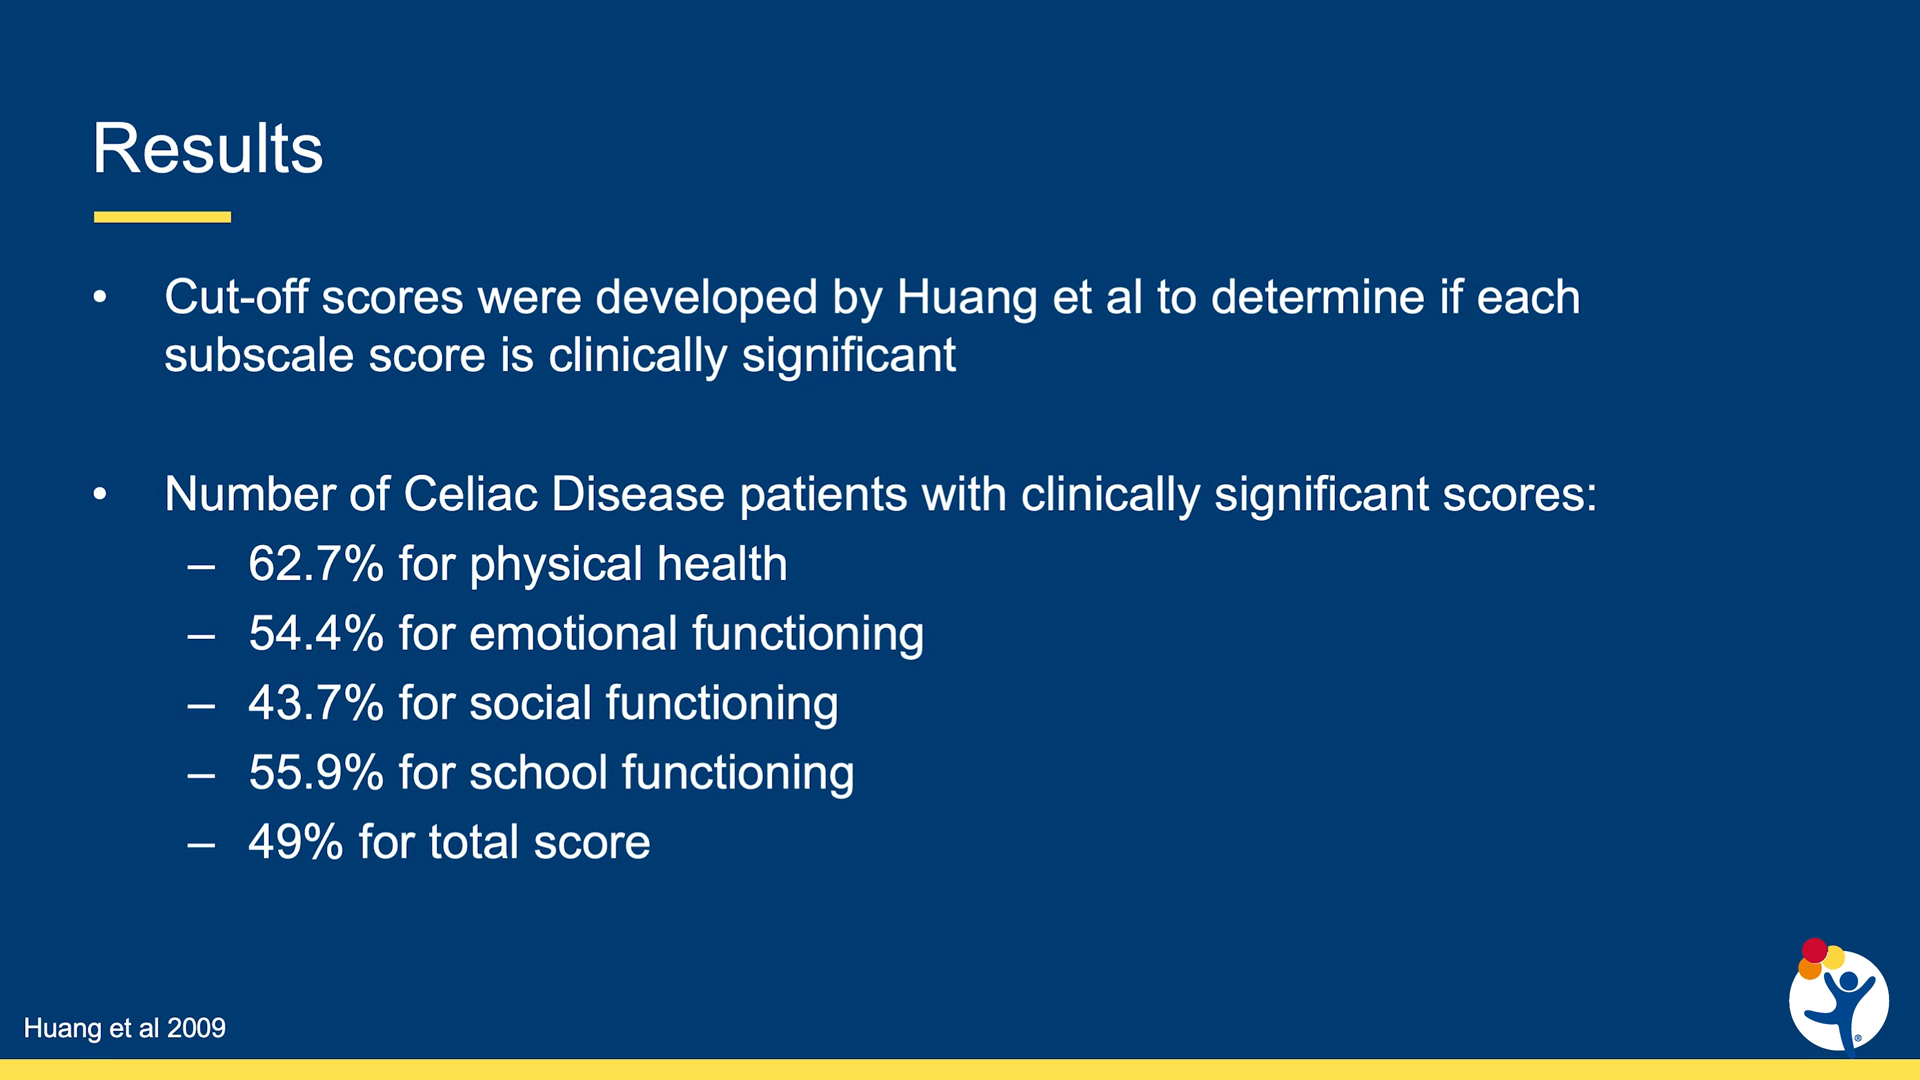 Results
• Cut-off scores were developed by Huang et al to determine if each
subscale score is clinically significant
• Number of Celiac Disease patients with clinically significant scores:
– 62.7% for physical health
– 54.4% for emotional functioning
– 43.7% for social functioning
– 55.9% for school functioning
– 49% for total score
Huang et al 2009
®